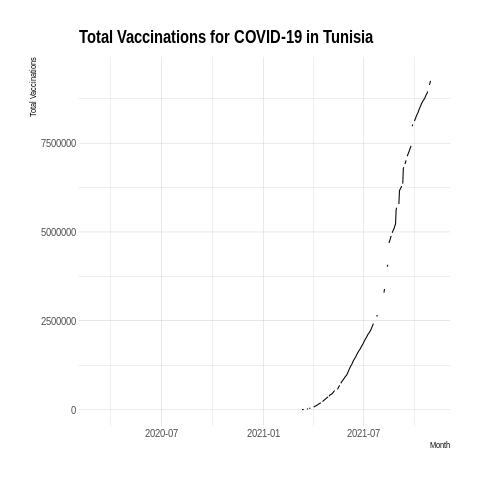 Total Vaccinations for COVID-19 in Tunisia
Total Vaccinations
7500000
5000000
2500000
0
2020-07
2021-01
2021-07
Month